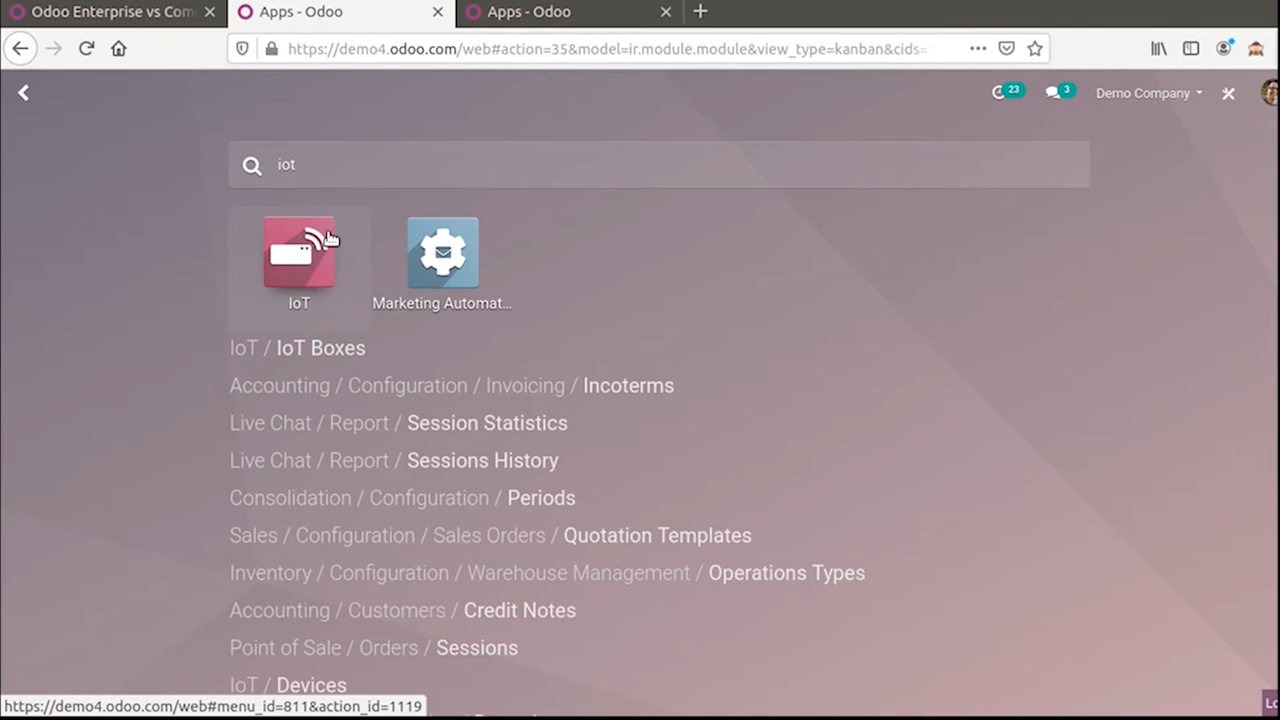 Odoo Enterprise vs Com
Apps - Odoo
Apps - Odoo
https://demo4.odoo.com/web#action=35&model=ir.module.module&view_type=kanban&cids=
23
3
Demo Company
iot
IoT
Marketing Automat...
IoT / IoT Boxes
Accounting / Configuration / Invoicing / Incoterms
Live Chat / Report / Session Statistics
Live Chat / Report / Sessions History
Consolidation / Configuration / Periods
Sales / Configuration / Sales Orders / Quotation Templates
Inventory / Configuration / Warehouse Management / Operations Types
Accounting / Customers / Credit Notes
Point of Sale / Orders / Sessions
IoT / Devices
https://demo4.odoo.com/web#menu_id=811&action_id=1119